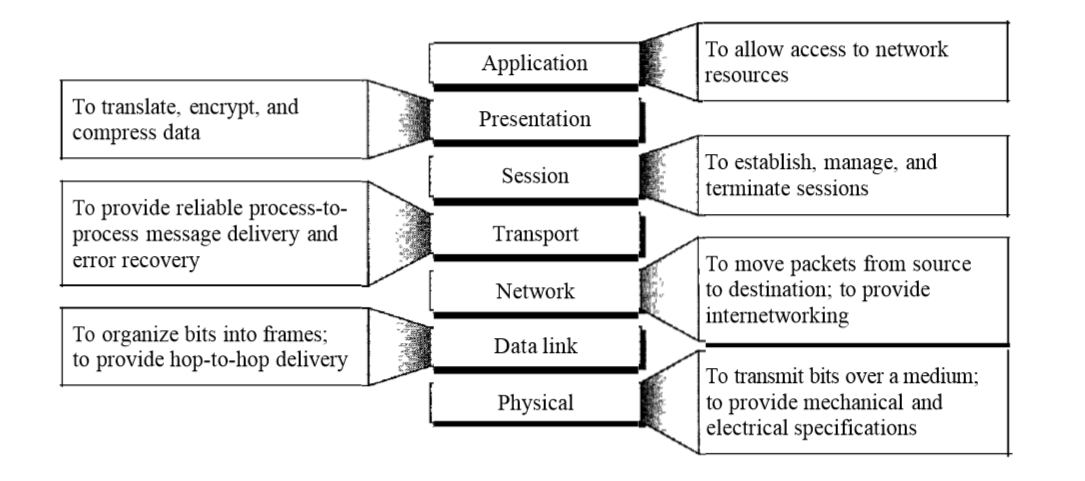 Application
To allow access to network
resources
To translate, encrypt, and
compress data
Presentation
Session
To establish, manage, and
terminate sessions
To provide reliable process-to-
process message delivery and
error recovery
Transport
Network
To move packets from source
to destination; to provide
internetworking
To organize bits into frames;
to provide hop-to-hop delivery
Data link
Physical
To transmit bits over a medium;
to provide mechanical and
electrical specifications